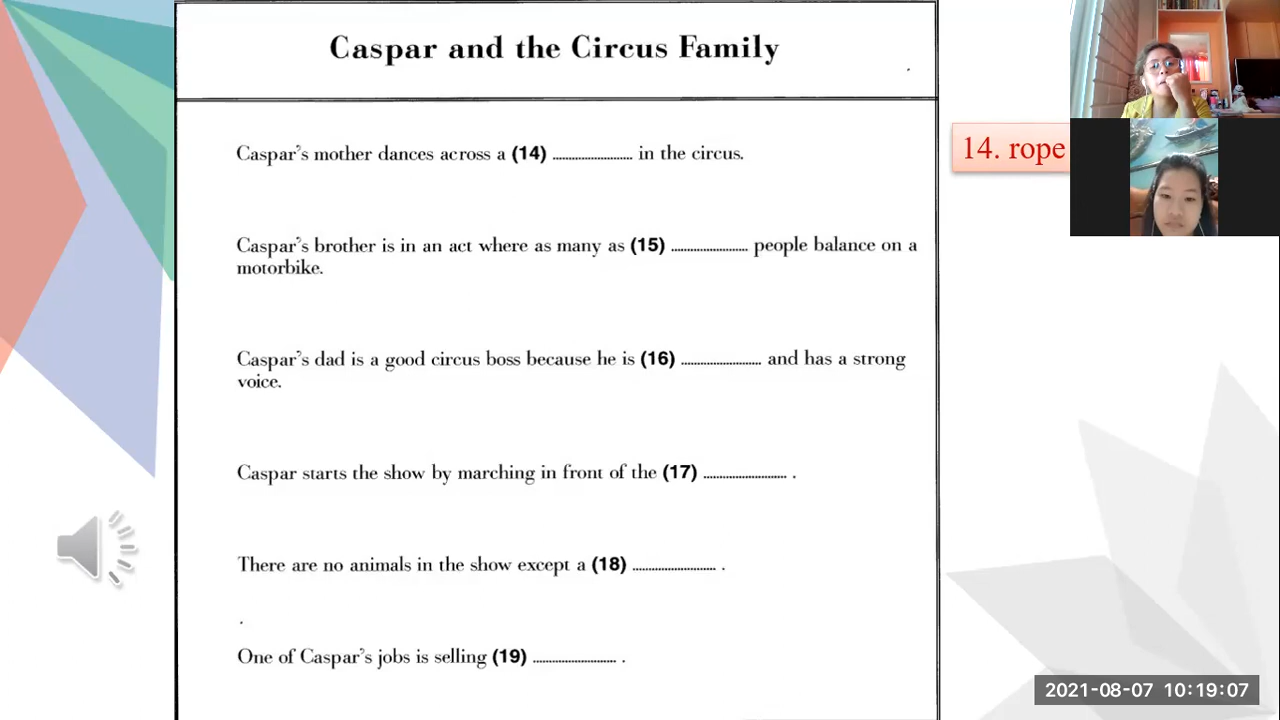 Caspar and the Circus Family
Caspar's mother dances across a (14) ........................ in the circus.
14. rope
Caspar's brother is in an act where as many as (15) ........................ people balance on a
motorbike.
Caspar's dad is a good circus boss because he is (16) ........................ and has a strong
voice.
Caspar starts the show by marching in front of the (17) ........................ .
There are no animals in the show except a (18) ........................ .
One of Caspar's jobs is selling (19) ........................ .
2021-08-07 10:19:07